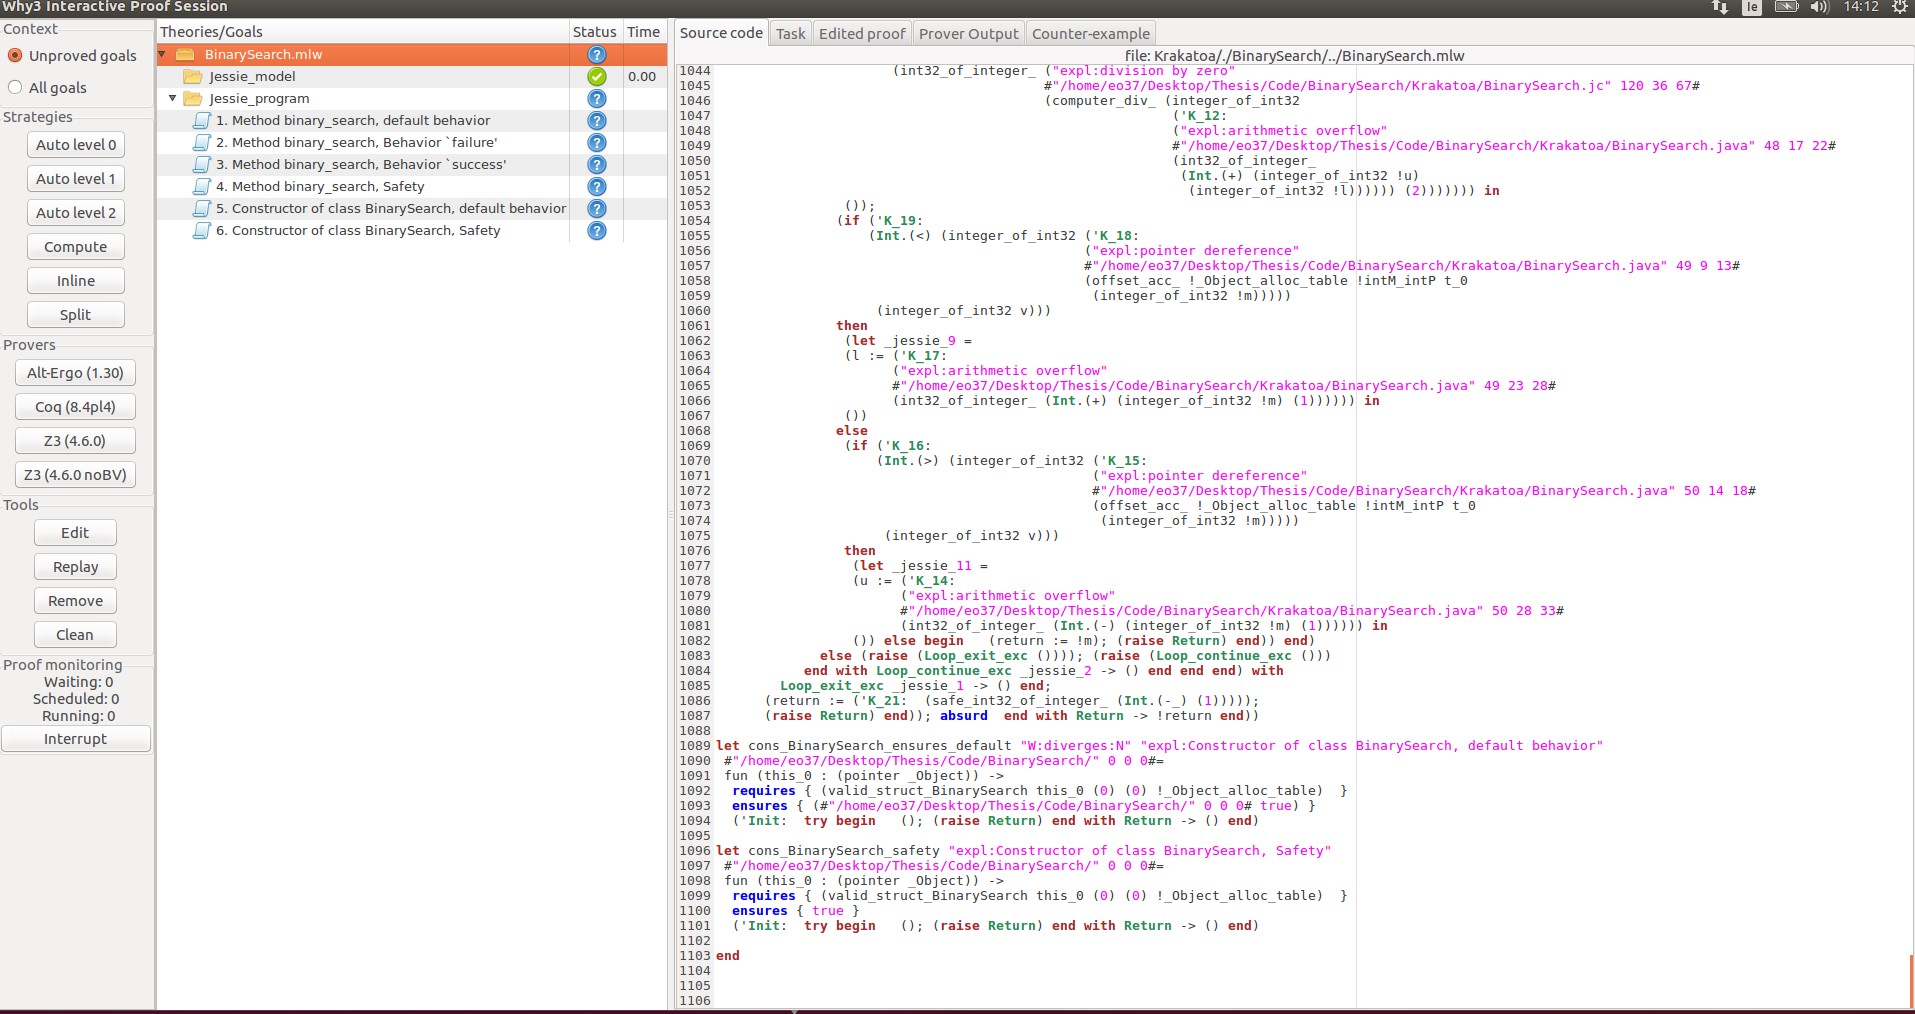 Why3 Interactive Proof Session
Ie
14:12
Context
Unproved goals
All goals
Strategies
Auto level 0
Auto level 1
Auto level 2
Compute
Inline
Split
Provers
Alt-Ergo (1.30)
Coq (8.4pl4)
Z3 (4.6.0)
Z3 (4.6.0 noBV)
Tools
Edit
Replay
Remove
Clean
Proof monitoring
Waiting: 0
Scheduled: 0
Running: 0
Interrupt
Theories/Goals Status Time
BinarySearch.mlw
Jessie_model 0.00
Jessie_program
1. Method binary_search, default behavior
2. Method binary_search, Behavior `failure'
3. Method binary_search, Behavior `success'
4. Method binary_search, Safety
5. Constructor of class BinarySearch, default behavior
6. Constructor of class BinarySearch, Safety
Source code Task Edited proof Prover Output Counter-example
file: Krakatoa/./BinarySearch/../BinarySearch.mlw
1044 (int32_of_integer_ ("expl:division by zero"
1045 #"/home/eo37/Desktop/Thesis/Code/BinarySearch/Krakatoa/BinarySearch.jc" 120 36 67#
1046 (computer_div_ (integer_of_int32
1047 ('K_12:
1048 ("expl:arithmetic overflow"
1049 #"/home/eo37/Desktop/Thesis/Code/BinarySearch/Krakatoa/BinarySearch.java" 48 17 22#
1050 (int32_of_integer_
1051 (Int.(+) (integer_of_int32 !u)
1052 (integer_of_int32 !l)))))) (2))))))) in
1053 ());
1054 (if ('K_19:
1055 (Int.(<) (integer_of_int32 ('K_18:
1056 ("expl:pointer dereference"
1057 #"/home/eo37/Desktop/Thesis/Code/BinarySearch/Krakatoa/BinarySearch.java" 49 9 13#
1058 (offset_acc_ !_Object_alloc_table !intM_intP t_0
1059 (integer_of_int32 !m)))))
1060 (integer_of_int32 v)))
1061 then
1062 (let _jessie_9 =
1063 (l := ('K_17:
1064 ("expl:arithmetic overflow"
1065 #"/home/eo37/Desktop/Thesis/Code/BinarySearch/Krakatoa/BinarySearch.java" 49 23 28#
1066 (int32_of_integer_ (Int.(+) (integer_of_int32 !m) (1)))))) in
1067 ())
1068 else
1069 (if ('K_16:
1070 (Int.(>) (integer_of_int32 ('K_15:
1071 ("expl:pointer dereference"
1072 #"/home/eo37/Desktop/Thesis/Code/BinarySearch/Krakatoa/BinarySearch.java" 50 14 18#
1073 (offset_acc_ !_Object_alloc_table !intM_intP t_0
1074 (integer_of_int32 !m)))))
1075 (integer_of_int32 v)))
1076 then
1077 (let _jessie_11 =
1078 (u := ('K_14:
1079 ("expl:arithmetic overflow"
1080 #"/home/eo37/Desktop/Thesis/Code/BinarySearch/Krakatoa/BinarySearch.java" 50 28 33#
1081 (int32_of_integer_ (Int.(-) (integer_of_int32 !m) (1)))))) in
1082 ()) else begin (return := !m); (raise Return) end)) end)
1083 else (raise (Loop_exit_exc ()))); (raise (Loop_continue_exc ()))
1084 end with Loop_continue_exc _jessie_2 -> () end end end) with
1085 Loop_exit_exc _jessie_1 -> () end;
1086 (return := ('K_21: (safe_int32_of_integer_ (Int.(-_) (1)))));
1087 (raise Return) end)); absurd end with Return -> !return end))
1088
1089 let cons_BinarySearch_ensures_default "W:diverges:N" "expl:Constructor of class BinarySearch, default behavior"
1090 #"/home/eo37/Desktop/Thesis/Code/BinarySearch/" 0 0 0#=
1091 fun (this_0 : (pointer _Object)) ->
1092 requires { (valid_struct_BinarySearch this_0 (0) (0) !_Object_alloc_table) }
1093 ensures { (#"/home/eo37/Desktop/Thesis/Code/BinarySearch/" 0 0 0# true) }
1094 ('Init: try begin (); (raise Return) end with Return -> () end)
1095
1096 let cons_BinarySearch_safety "expl:Constructor of class BinarySearch, Safety"
1097 #"/home/eo37/Desktop/Thesis/Code/BinarySearch/" 0 0 0#=
1098 fun (this_0 : (pointer _Object)) ->
1099 requires { (valid_struct_BinarySearch this_0 (0) (0) !_Object_alloc_table) }
1100 ensures { true }
1101 ('Init: try begin (); (raise Return) end with Return -> () end)
1102
1103 end
1104
1105
1106